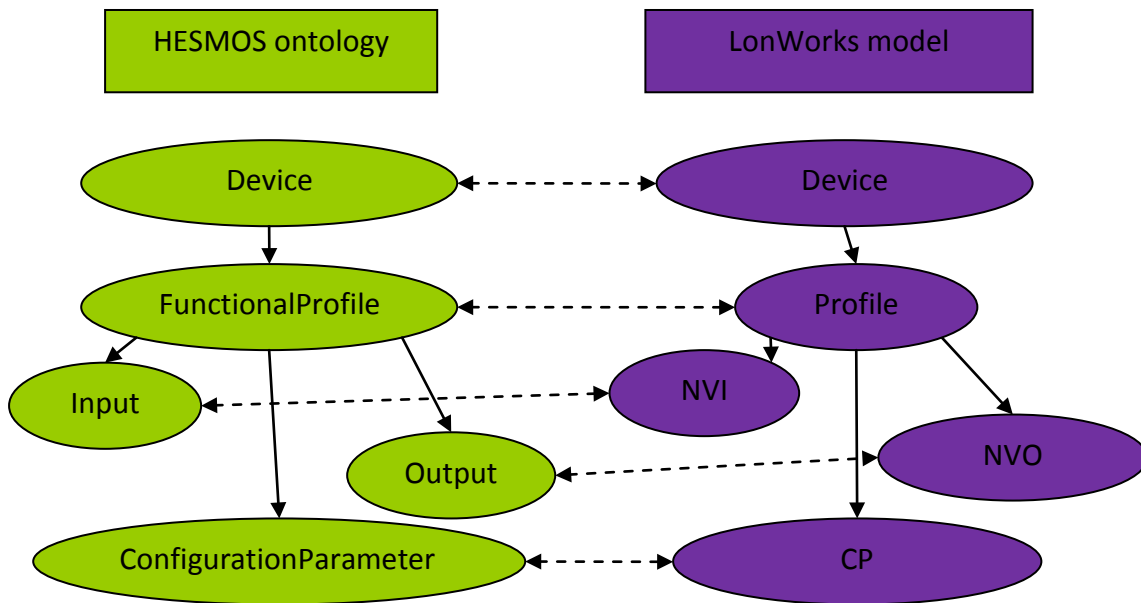 HESMOS ontology
LonWorks model
Device
Device
FunctionalProfile
Profile
Input
NVI
Output
NVO
ConfigurationParameter
CP